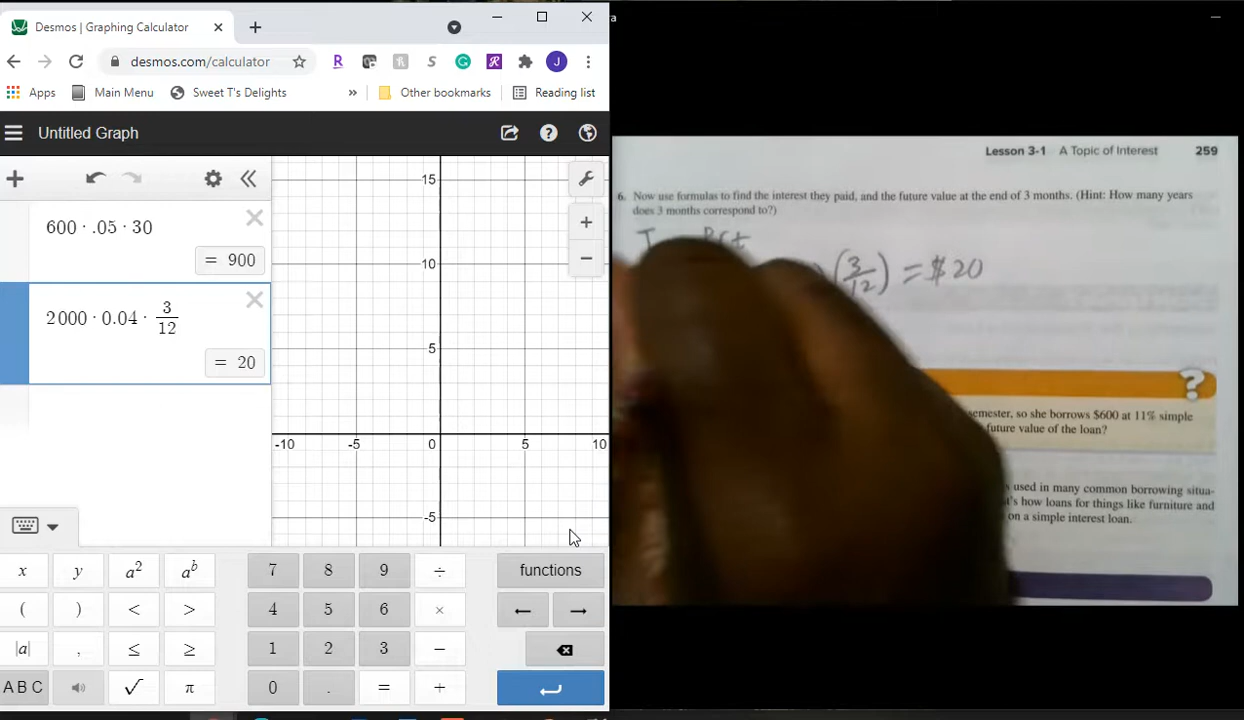 Desmos | Graphing Calculator
desmos.com/calculator
Apps Main Menu Sweet T's Delights » Other bookmarks Reading list
Untitled Graph
600 · .05 · 30
= 900
2000 · 0.04 · 3/12
= 20
15
10
5
-10 -5 0 5 10
-5
functions
x y a² aᵇ 7 8 9 ÷
( ) < > 4 5 6 × ← →
|a| , ≤ ≥ 1 2 3 −
A B C √ π 0 . = +
Lesson 3-1 A Topic of Interest 259
6. Now use formulas to find the interest they paid, and the future value at the end of 3 months. (Hint: How many years
does 3 months correspond to?)
I Prt
(3/12) = $20
?
semester, so she borrows $600 at 11% simple
future value of the loan?
used in many common borrowing situa-
's how loans for things like furniture and
on a simple interest loan.